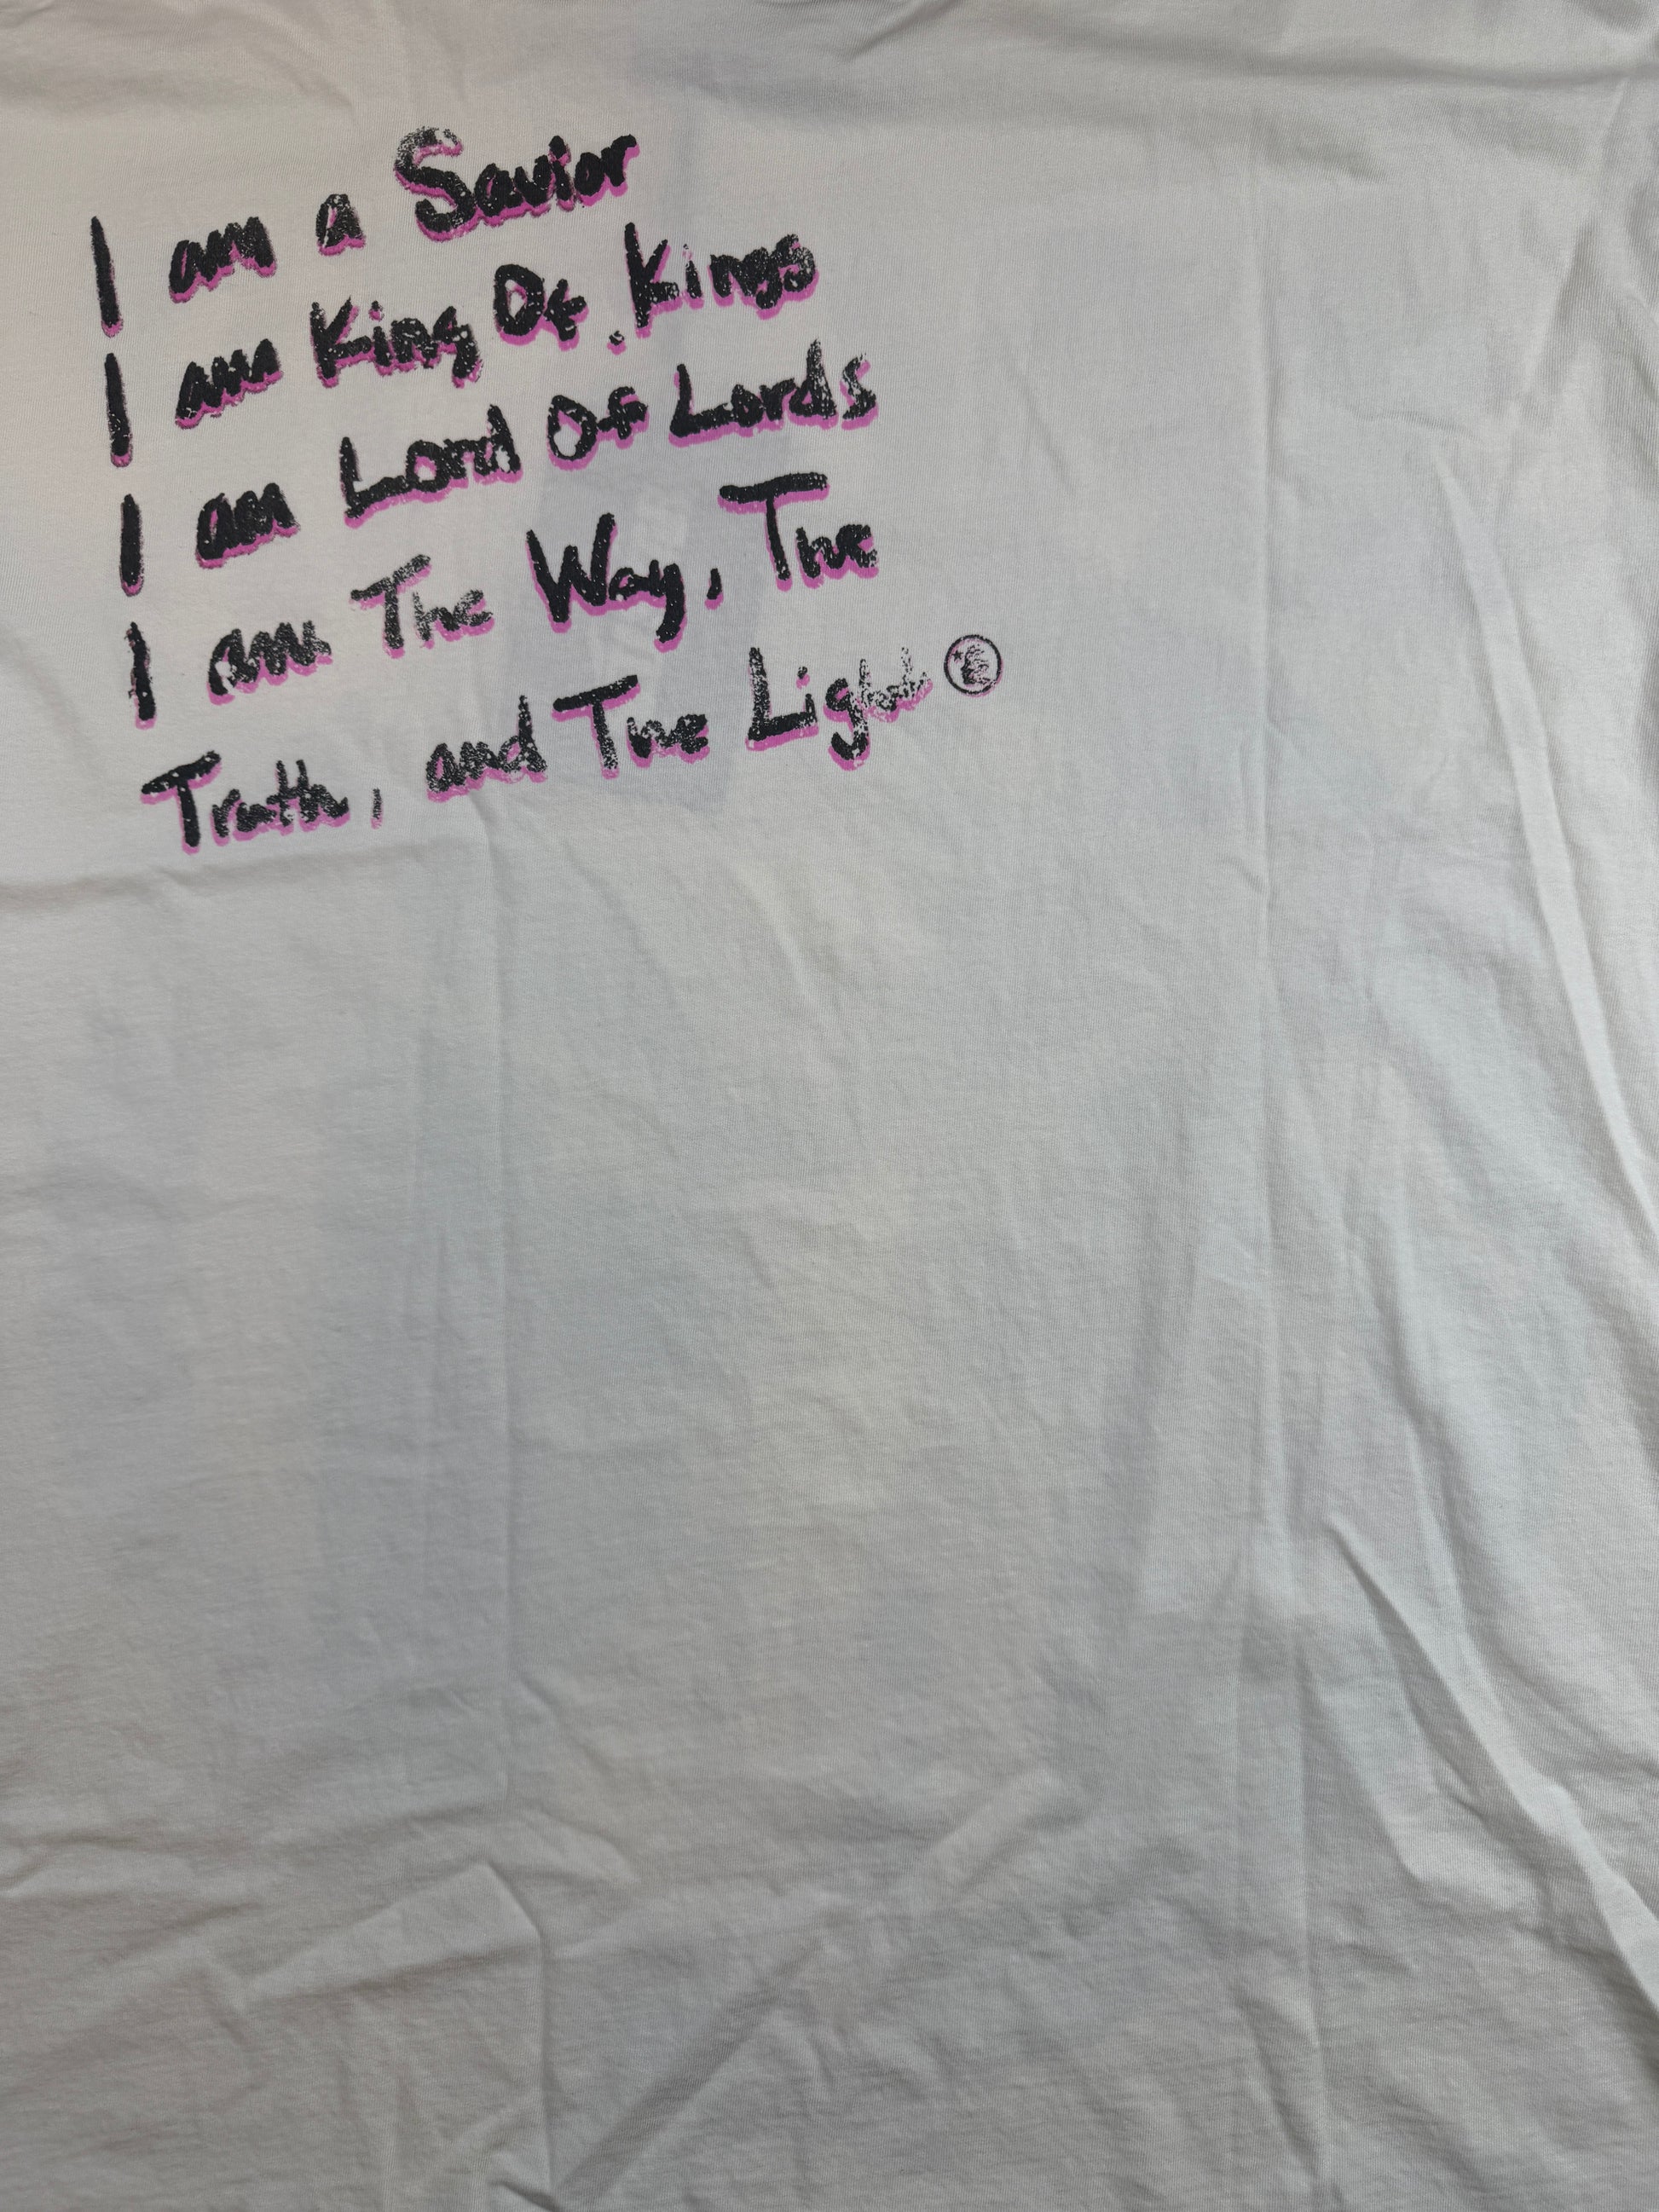 I am a Savior
I am King Of Kings
I am Lord Of Lords
I am The Way, The
Truth, and The Light